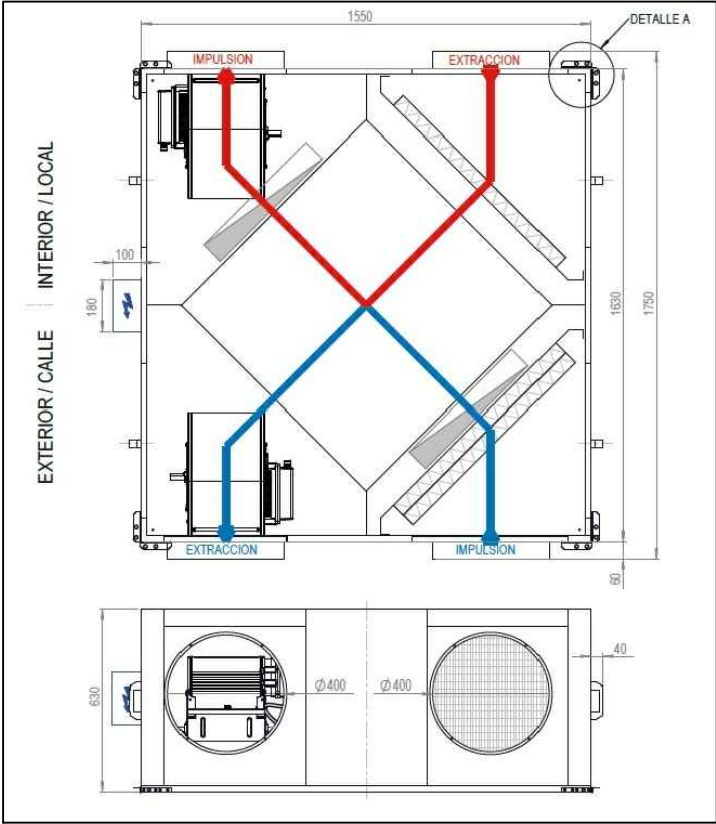 1550
DETALLE A
IMPULSION
EXTRACCION
INTERIOR / LOCAL
EXTERIOR / CALLE
100
180
1630
1750
EXTRACCION
IMPULSION
60
630
Ø400
Ø400
40